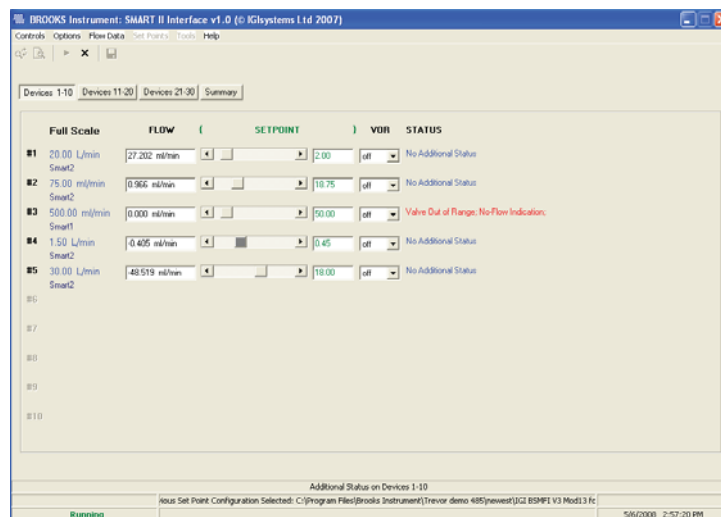 BROOKS Instrument: SMART II Interface v1.0 (© IGIsystems Ltd 2007)
Controls Options Flow Data Set Points Tools Help
Devices 1-10 Devices 11-20 Devices 21-30 Summary
Full Scale FLOW ( SETPOINT ) VOR STATUS
#1 20.00 L/min 27.202 ml/min 2.00 off No Additional Status
Smart2
#2 75.00 ml/min 0.966 ml/min 18.75 off No Additional Status
Smart2
#3 500.00 ml/min 0.000 ml/min 50.00 off Valve Out of Range; No-Flow Indication;
Smart1
#4 1.50 L/min -0.405 ml/min 0.45 off No Additional Status
Smart2
#5 30.00 L/min -48.519 ml/min 18.00 off No Additional Status
Smart2
#6
#7
#8
#9
#10
Additional Status on Devices 1-10
ious Set Point Configuration Selected: C:\Program Files\Brooks Instrument\Trevor demo 485\newest\IGI BSMFI V3 Mod13 fc
Running 5/6/2008 2:57:20 PM